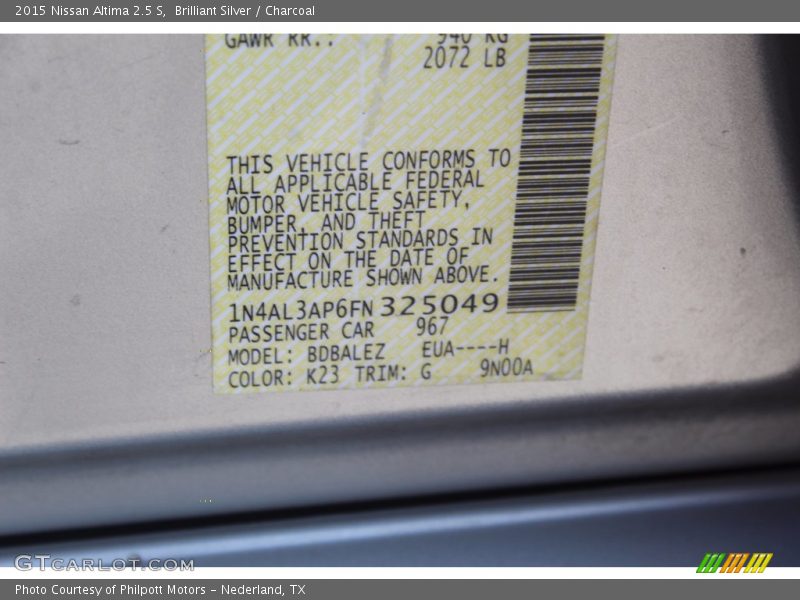 2015 Nissan Altima 2.5 S,  Brilliant Silver / Charcoal
GAWR RR.: 940 KG
2072 LB
THIS VEHICLE CONFORMS TO
ALL APPLICABLE FEDERAL
MOTOR VEHICLE SAFETY,
BUMPER, AND THEFT
PREVENTION STANDARDS IN
EFFECT ON THE DATE OF
MANUFACTURE SHOWN ABOVE.
1N4AL3AP6FN325049
PASSENGER CAR 967
MODEL: BDBALEZ EUA----H
COLOR: K23 TRIM: G 9N00A
GTCARLOT.COM
Photo Courtesy of Philpott Motors - Nederland, TX